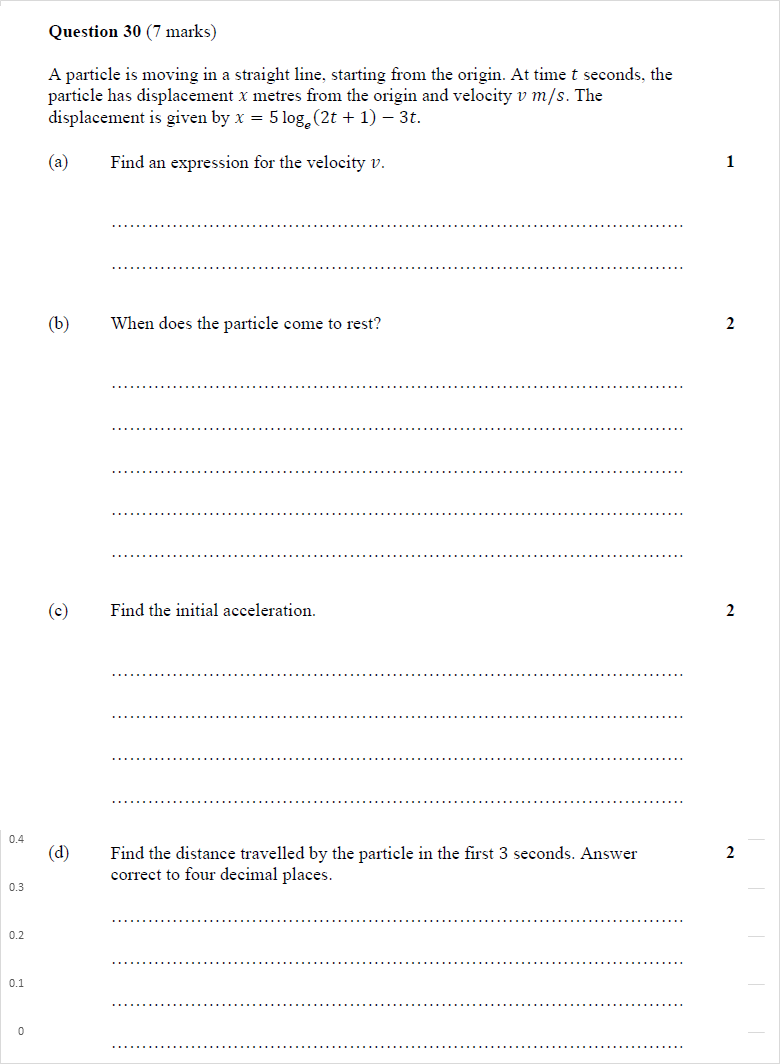 Question 30 (7 marks)
A particle is moving in a straight line, starting from the origin. At time t seconds, the
particle has displacement x metres from the origin and velocity v m/s. The
displacement is given by x = 5 logₑ(2t + 1) − 3t.
(a) Find an expression for the velocity v. 1
........................................................................................................
........................................................................................................
(b) When does the particle come to rest? 2
........................................................................................................
........................................................................................................
........................................................................................................
........................................................................................................
........................................................................................................
(c) Find the initial acceleration. 2
........................................................................................................
........................................................................................................
........................................................................................................
........................................................................................................
0.4
(d) Find the distance travelled by the particle in the first 3 seconds. Answer 2
correct to four decimal places.
0.3
........................................................................................................
0.2
........................................................................................................
0.1
........................................................................................................
0
........................................................................................................